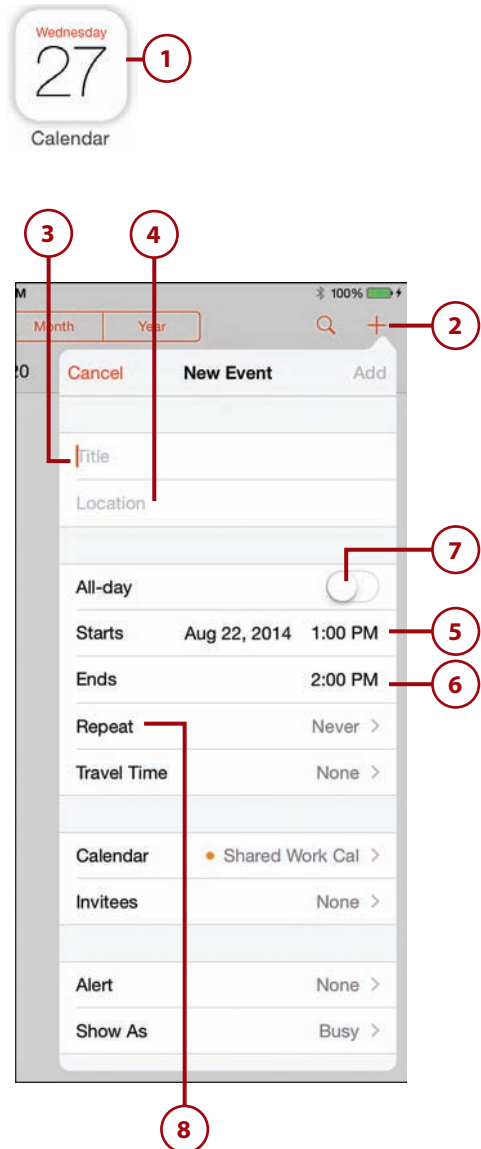 Wednesday
27
1
Calendar
3
4
M
100%
Month Year
2
20 Cancel New Event Add
Title
Location
7
All-day
Starts Aug 22, 2014 1:00 PM
5
Ends 2:00 PM
6
Repeat Never >
Travel Time None >
Calendar • Shared Work Cal >
Invitees None >
Alert None >
Show As Busy >
8